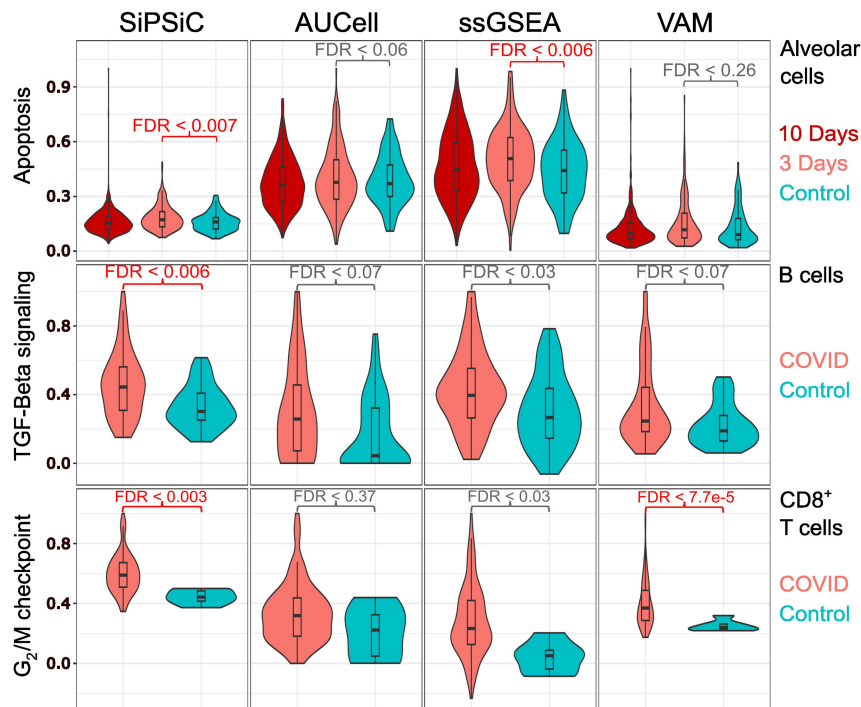 SiPSiC AUCell ssGSEA VAM
Apoptosis
0.9
0.6
0.3
0.0
FDR < 0.007
FDR < 0.06
FDR < 0.006
FDR < 0.26
Alveolar
cells
10 Days
3 Days
Control
TGF-Beta signaling
0.8
0.4
0.0
FDR < 0.006
FDR < 0.07
FDR < 0.03
FDR < 0.07
B cells
COVID
Control
G₂/M checkpoint
0.8
0.4
0.0
FDR < 0.003
FDR < 0.37
FDR < 0.03
FDR < 7.7e-5
CD8⁺
T cells
COVID
Control